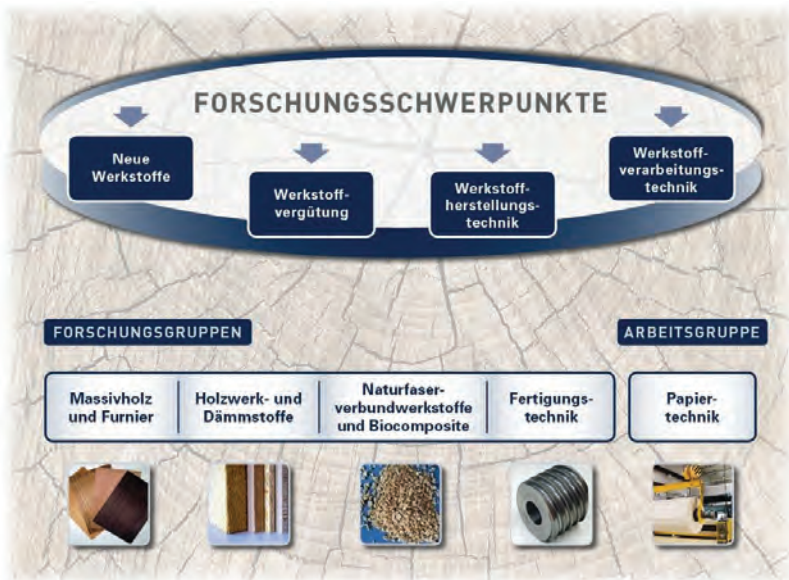 FORSCHUNGSSCHWERPUNKTE
Neue
Werkstoffe
Werkstoff-
vergütung
Werkstoff-
herstellungs-
technik
Werkstoff-
verarbeitungs-
technik
FORSCHUNGSGRUPPEN
ARBEITSGRUPPE
Massivholz
und Furnier
Holzwerk- und
Dämmstoffe
Naturfaser-
verbundwerkstoffe
und Biocomposite
Fertigungs-
technik
Papier-
technik